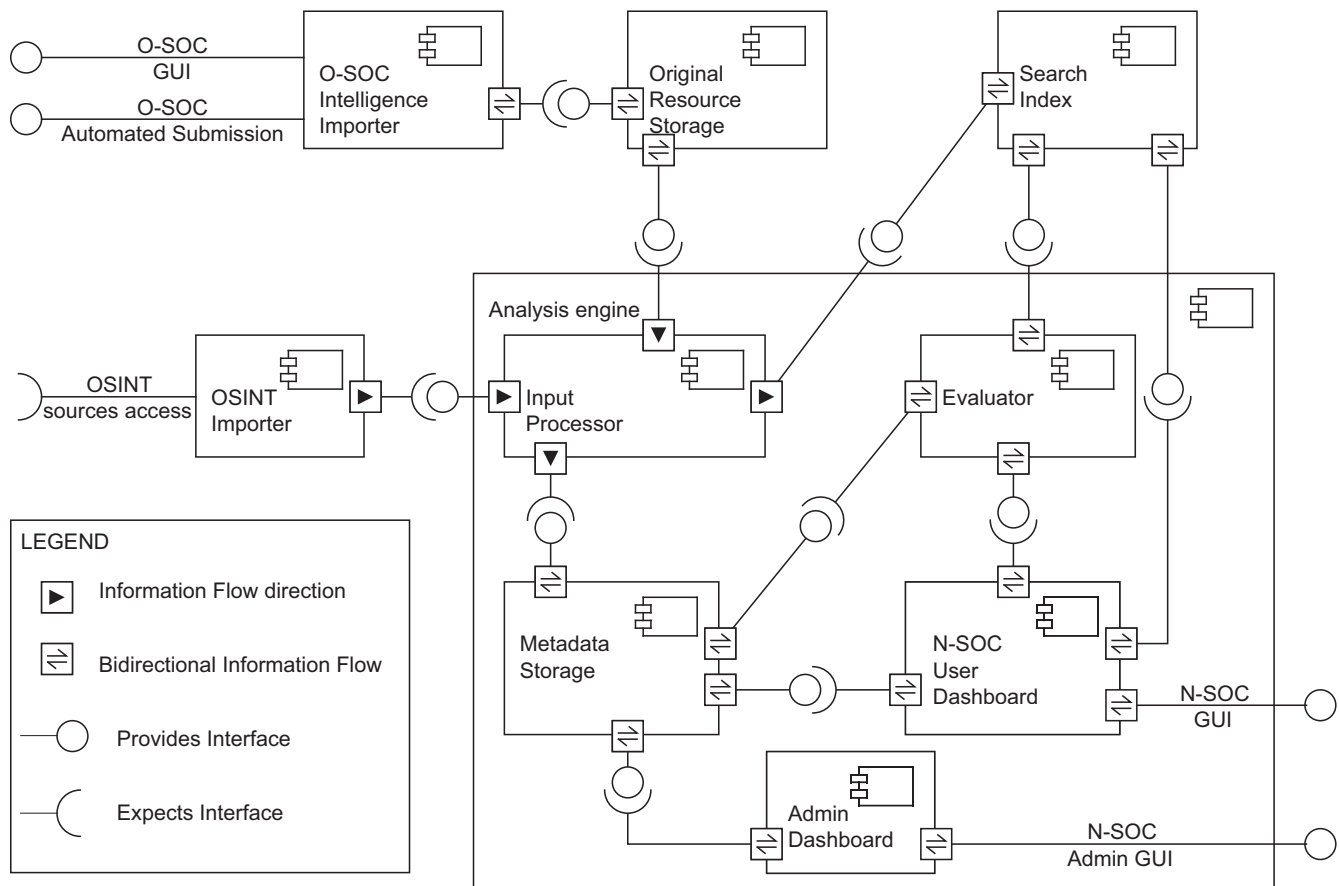 O-SOC
GUI
O-SOC
Automated Submission
O-SOC
Intelligence
Importer
Original
Resource
Storage
Search
Index
Analysis engine
OSINT
sources access
OSINT
Importer
Input
Processor
Evaluator
LEGEND
Information Flow direction
Bidirectional Information Flow
Provides Interface
Expects Interface
Metadata
Storage
N-SOC
User
Dashboard
N-SOC
GUI
Admin
Dashboard
N-SOC
Admin GUI